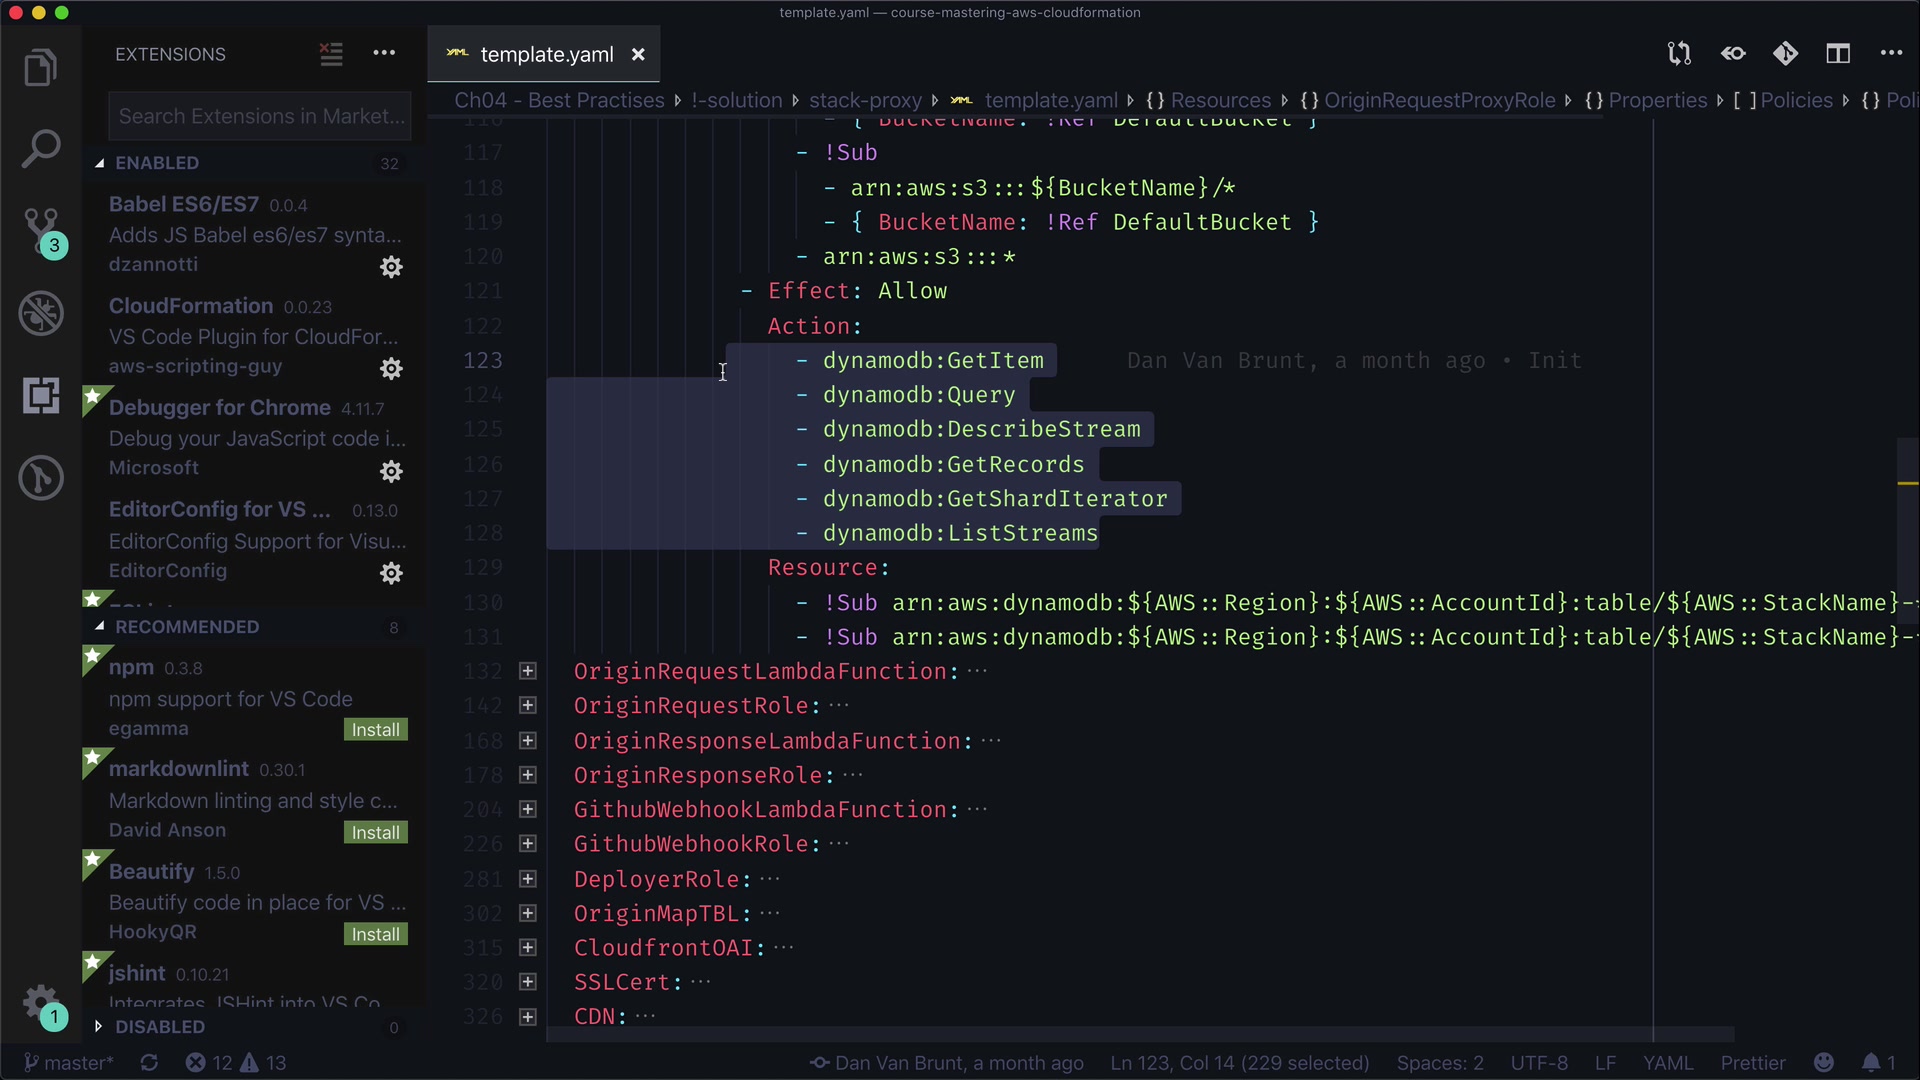 template.yaml — course-mastering-aws-cloudformation
EXTENSIONS
Search Extensions in Market...
ENABLED 32
Babel ES6/ES7 0.0.4
Adds JS Babel es6/es7 synta...
dzannotti
CloudFormation 0.0.23
VS Code Plugin for CloudFor...
aws-scripting-guy
Debugger for Chrome 4.11.7
Debug your JavaScript code i...
Microsoft
EditorConfig for VS ... 0.13.0
EditorConfig Support for Visu...
EditorConfig
RECOMMENDED 8
npm 0.3.8
npm support for VS Code
egamma Install
markdownlint 0.30.1
Markdown linting and style c...
David Anson Install
Beautify 1.5.0
Beautify code in place for VS ...
HookyQR Install
jshint 0.10.21
Integrates JSHint into VS Co
DISABLED 0
3
1
YAML template.yaml ×
Ch04 - Best Practises !-solution stack-proxy YAML template.yaml {} Resources {} OriginRequestProxyRole {} Properties [ ] Policies {} Poli
116 - { BucketName: !Ref DefaultBucket }
117 - !Sub
118 - arn:aws:s3:::${BucketName}/*
119 - { BucketName: !Ref DefaultBucket }
120 - arn:aws:s3:::*
121 - Effect: Allow
122 Action:
123 - dynamodb:GetItem Dan Van Brunt, a month ago • Init
124 - dynamodb:Query
125 - dynamodb:DescribeStream
126 - dynamodb:GetRecords
127 - dynamodb:GetShardIterator
128 - dynamodb:ListStreams
129 Resource:
130 - !Sub arn:aws:dynamodb:${AWS::Region}:${AWS::AccountId}:table/${AWS::StackName}-
131 - !Sub arn:aws:dynamodb:${AWS::Region}:${AWS::AccountId}:table/${AWS::StackName}-
132 OriginRequestLambdaFunction: ...
142 OriginRequestRole: ...
168 OriginResponseLambdaFunction: ...
178 OriginResponseRole: ...
204 GithubWebhookLambdaFunction: ...
226 GithubWebhookRole: ...
281 DeployerRole: ...
302 OriginMapTBL: ...
315 CloudfrontOAI: ...
320 SSLCert: ...
326 CDN: ...
master* 12 13 Dan Van Brunt, a month ago Ln 123, Col 14 (229 selected) Spaces: 2 UTF-8 LF YAML Prettier 1